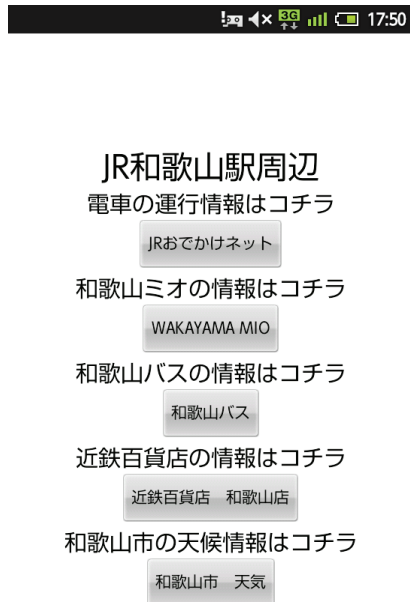 3G 17:50
JR和歌山駅周辺
電車の運行情報はコチラ
JRおでかけネット
和歌山ミオの情報はコチラ
WAKAYAMA MIO
和歌山バスの情報はコチラ
和歌山バス
近鉄百貨店の情報はコチラ
近鉄百貨店　和歌山店
和歌山市の天候情報はコチラ
和歌山市　天気